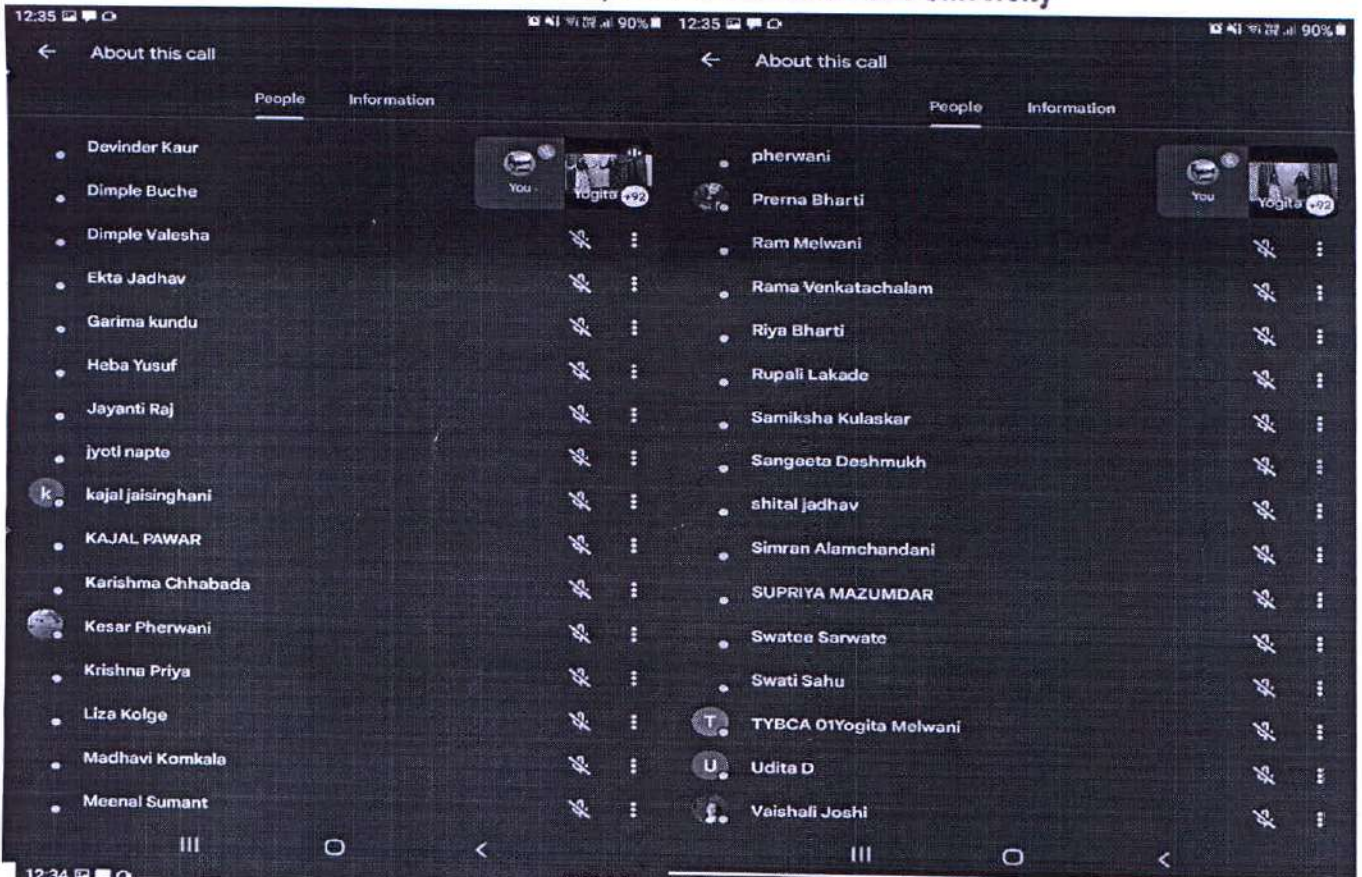 University
12:35
90%
About this call
People Information
Devinder Kaur
Dimple Buche
You
Yogita +92
Dimple Valesha
Ekta Jadhav
Garima kundu
Heba Yusuf
Jayanti Raj
jyoti napte
k kajal jaisinghani
KAJAL PAWAR
Karishma Chhabada
Kesar Pherwani
Krishna Priya
Liza Kolge
Madhavi Komkala
Meenal Sumant
12:34
12:35
90%
About this call
People Information
pherwani
Prerna Bharti
You
Yogita +92
Ram Melwani
Rama Venkatachalam
Riya Bharti
Rupali Lakade
Samiksha Kulaskar
Sangeeta Deshmukh
shital jadhav
Simran Alamchandani
SUPRIYA MAZUMDAR
Swatee Sarwate
Swati Sahu
T TYBCA 01Yogita Melwani
U Udita D
Vaishali Joshi